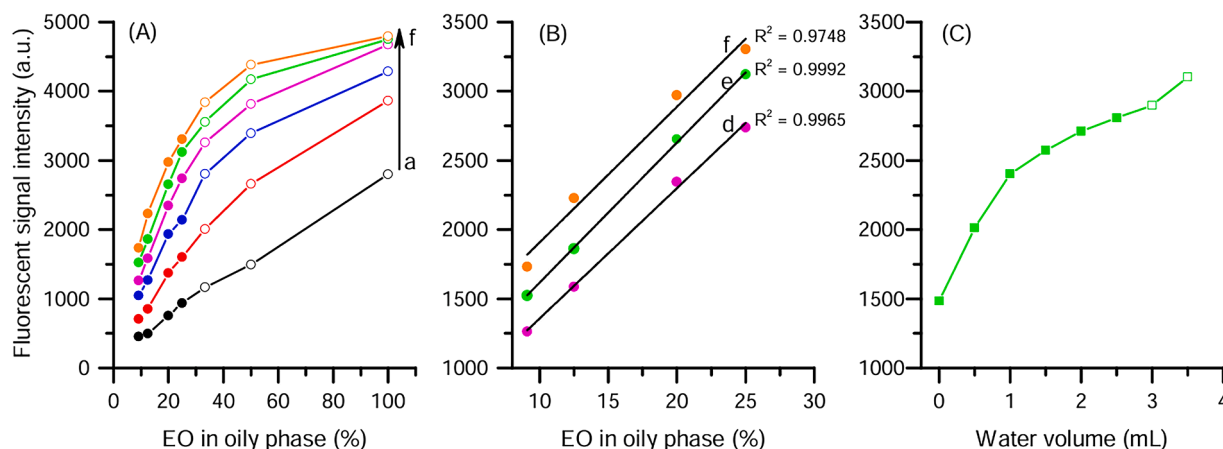 (A)
5000
4000
3000
2000
1000
0
Fluorescent signal intensity (a.u.)
f
a
0 20 40 60 80 100
EO in oily phase (%)
(B)
3500
3000
2500
2000
1500
1000
f
R² = 0.9748
e
R² = 0.9992
d
R² = 0.9965
10 15 20 25 30
EO in oily phase (%)
(C)
3500
3000
2500
2000
1500
1000
0 1 2 3 4
Water volume (mL)